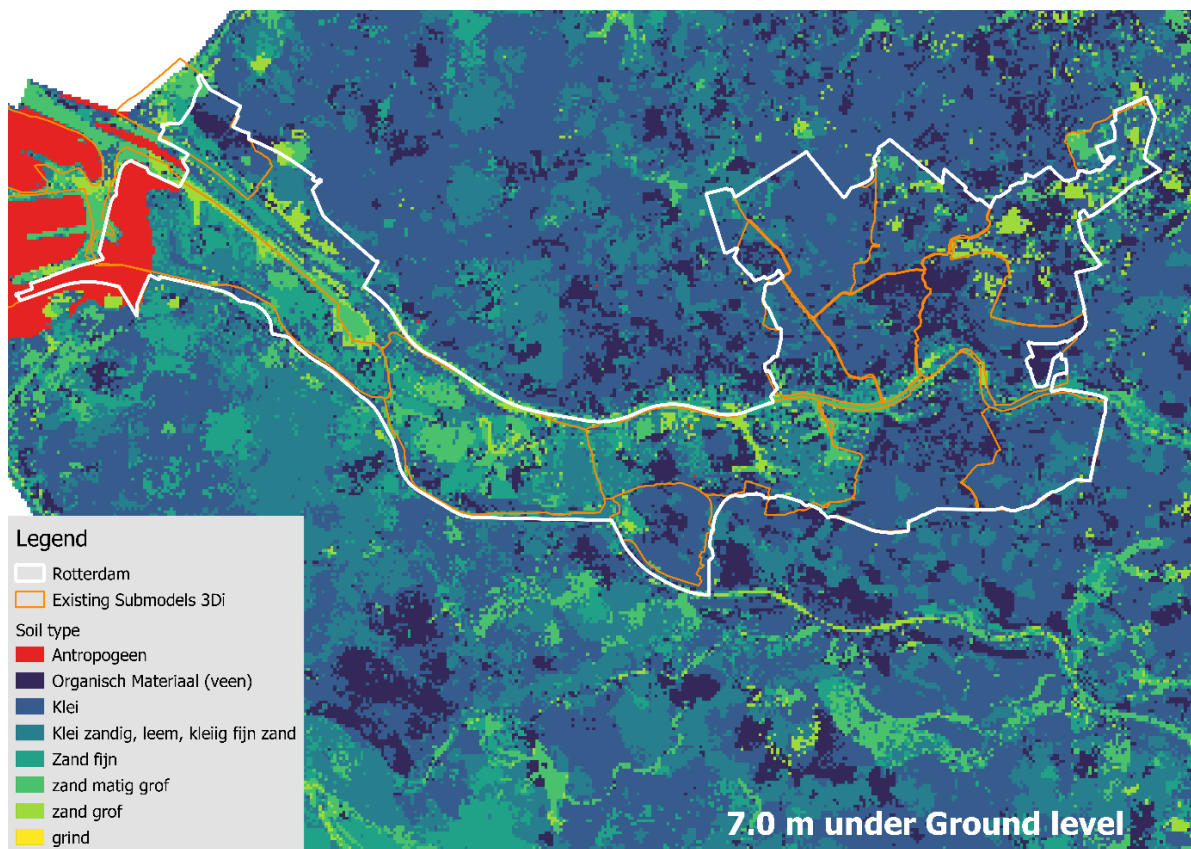 Legend
Rotterdam
Existing Submodels 3Di
Soil type
Antropogeen
Organisch Materiaal (veen)
Klei
Klei zandig, leem, kleiig fijn zand
Zand fijn
zand matig grof
zand grof
grind
7.0 m under Ground level